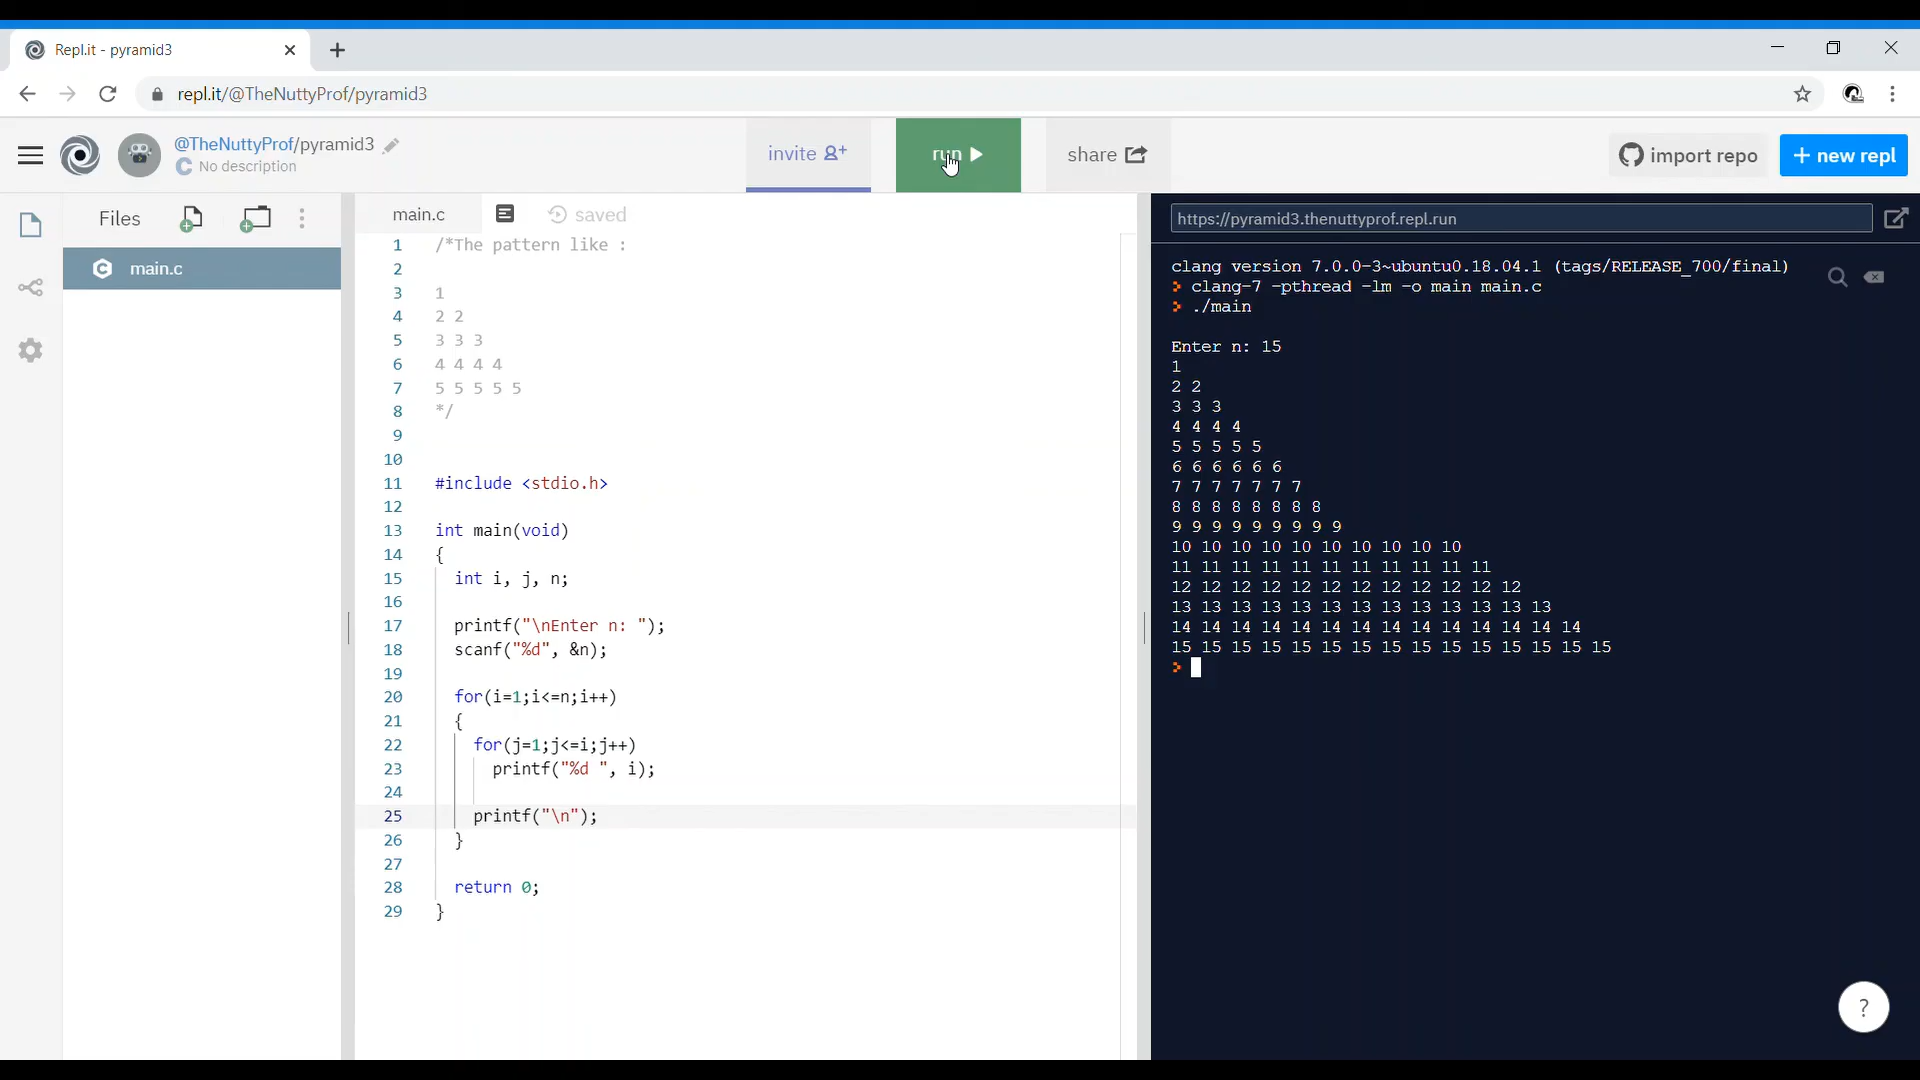 Repl.it - pyramid3
repl.it/@TheNuttyProf/pyramid3
@TheNuttyProf/pyramid3
No description
invite
run
share
import repo
+ new repl
Files
main.c
main.c
saved
https://pyramid3.thenuttyprof.repl.run
1 /*The pattern like :
2
3 1
4 2 2
5 3 3 3
6 4 4 4 4
7 5 5 5 5 5
8 */
9
10
11 #include <stdio.h>
12
13 int main(void)
14 {
15 int i, j, n;
16
17 printf("\nEnter n: ");
18 scanf("%d", &n);
19
20 for(i=1;i<=n;i++)
21 {
22 for(j=1;j<=i;j++)
23 printf("%d ", i);
24
25 printf("\n");
26 }
27
28 return 0;
29 }
clang version 7.0.0-3~ubuntu0.18.04.1 (tags/RELEASE_700/final)
> clang-7 -pthread -lm -o main main.c
> ./main
Enter n: 15
1
2 2
3 3 3
4 4 4 4
5 5 5 5 5
6 6 6 6 6 6
7 7 7 7 7 7 7
8 8 8 8 8 8 8 8
9 9 9 9 9 9 9 9 9
10 10 10 10 10 10 10 10 10 10
11 11 11 11 11 11 11 11 11 11 11
12 12 12 12 12 12 12 12 12 12 12 12
13 13 13 13 13 13 13 13 13 13 13 13 13
14 14 14 14 14 14 14 14 14 14 14 14 14 14
15 15 15 15 15 15 15 15 15 15 15 15 15 15 15
>
?